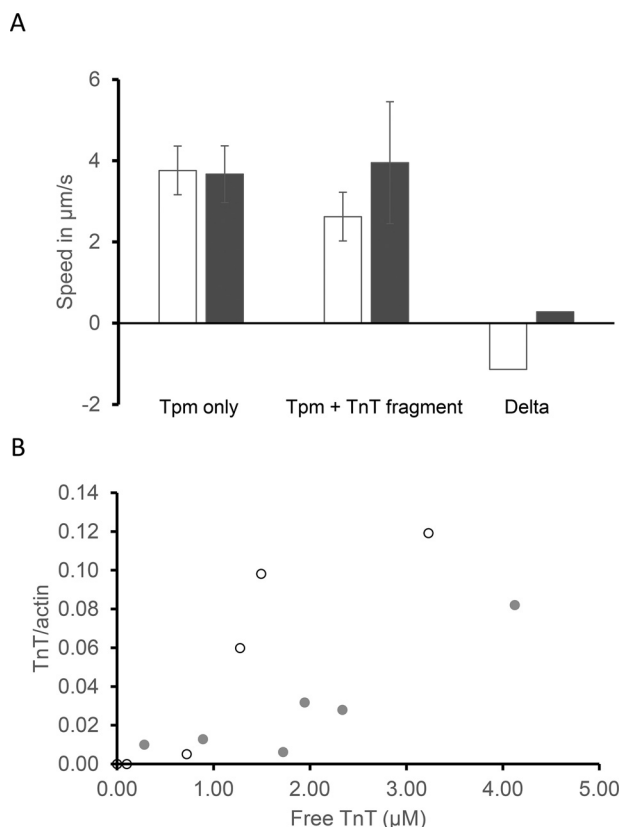 A
6
4
2
0
-2
Speed in µm/s
Tpm only Tpm + TnT fragment Delta
B
0.14
0.12
0.10
0.08
0.06
0.04
0.02
0.00
TnT/actin
0.00 1.00 2.00 3.00 4.00 5.00
Free TnT (µM)